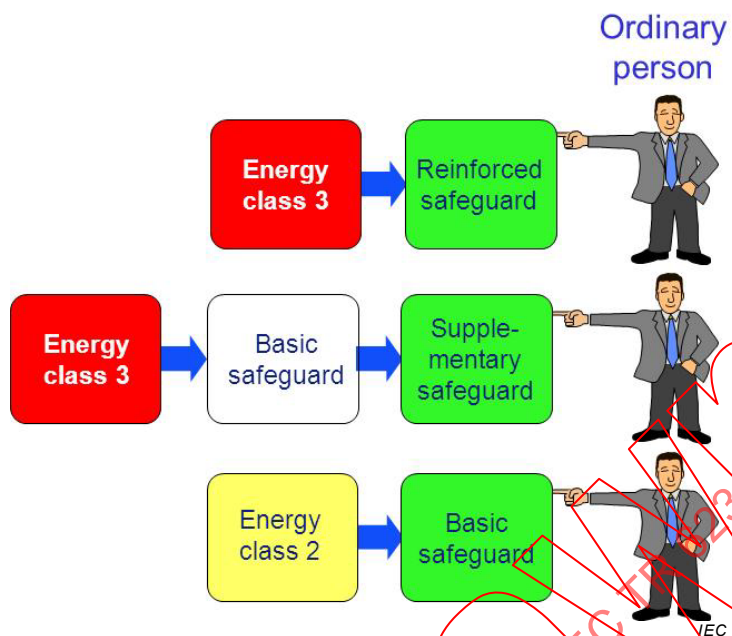 Ordinary
person
Energy
class 3
Reinforced
safeguard
Energy
class 3
Basic
safeguard
Supple-
mentary
safeguard
Energy
class 2
Basic
safeguard
IEC